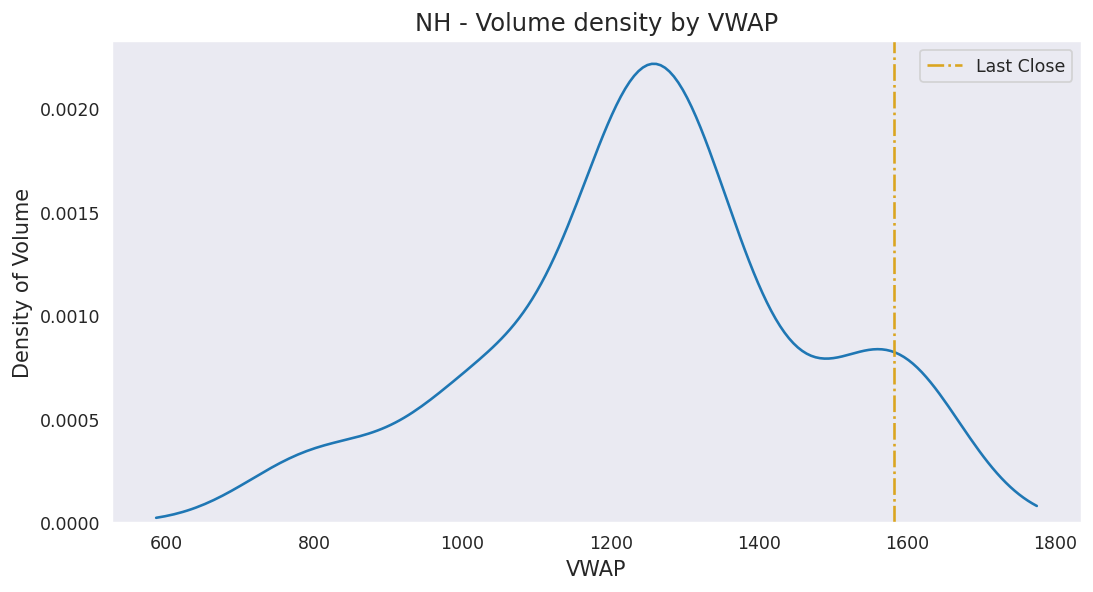 NH - Volume density by VWAP
Last Close
Density of Volume
0.0020
0.0015
0.0010
0.0005
0.0000
600 800 1000 1200 1400 1600 1800
VWAP